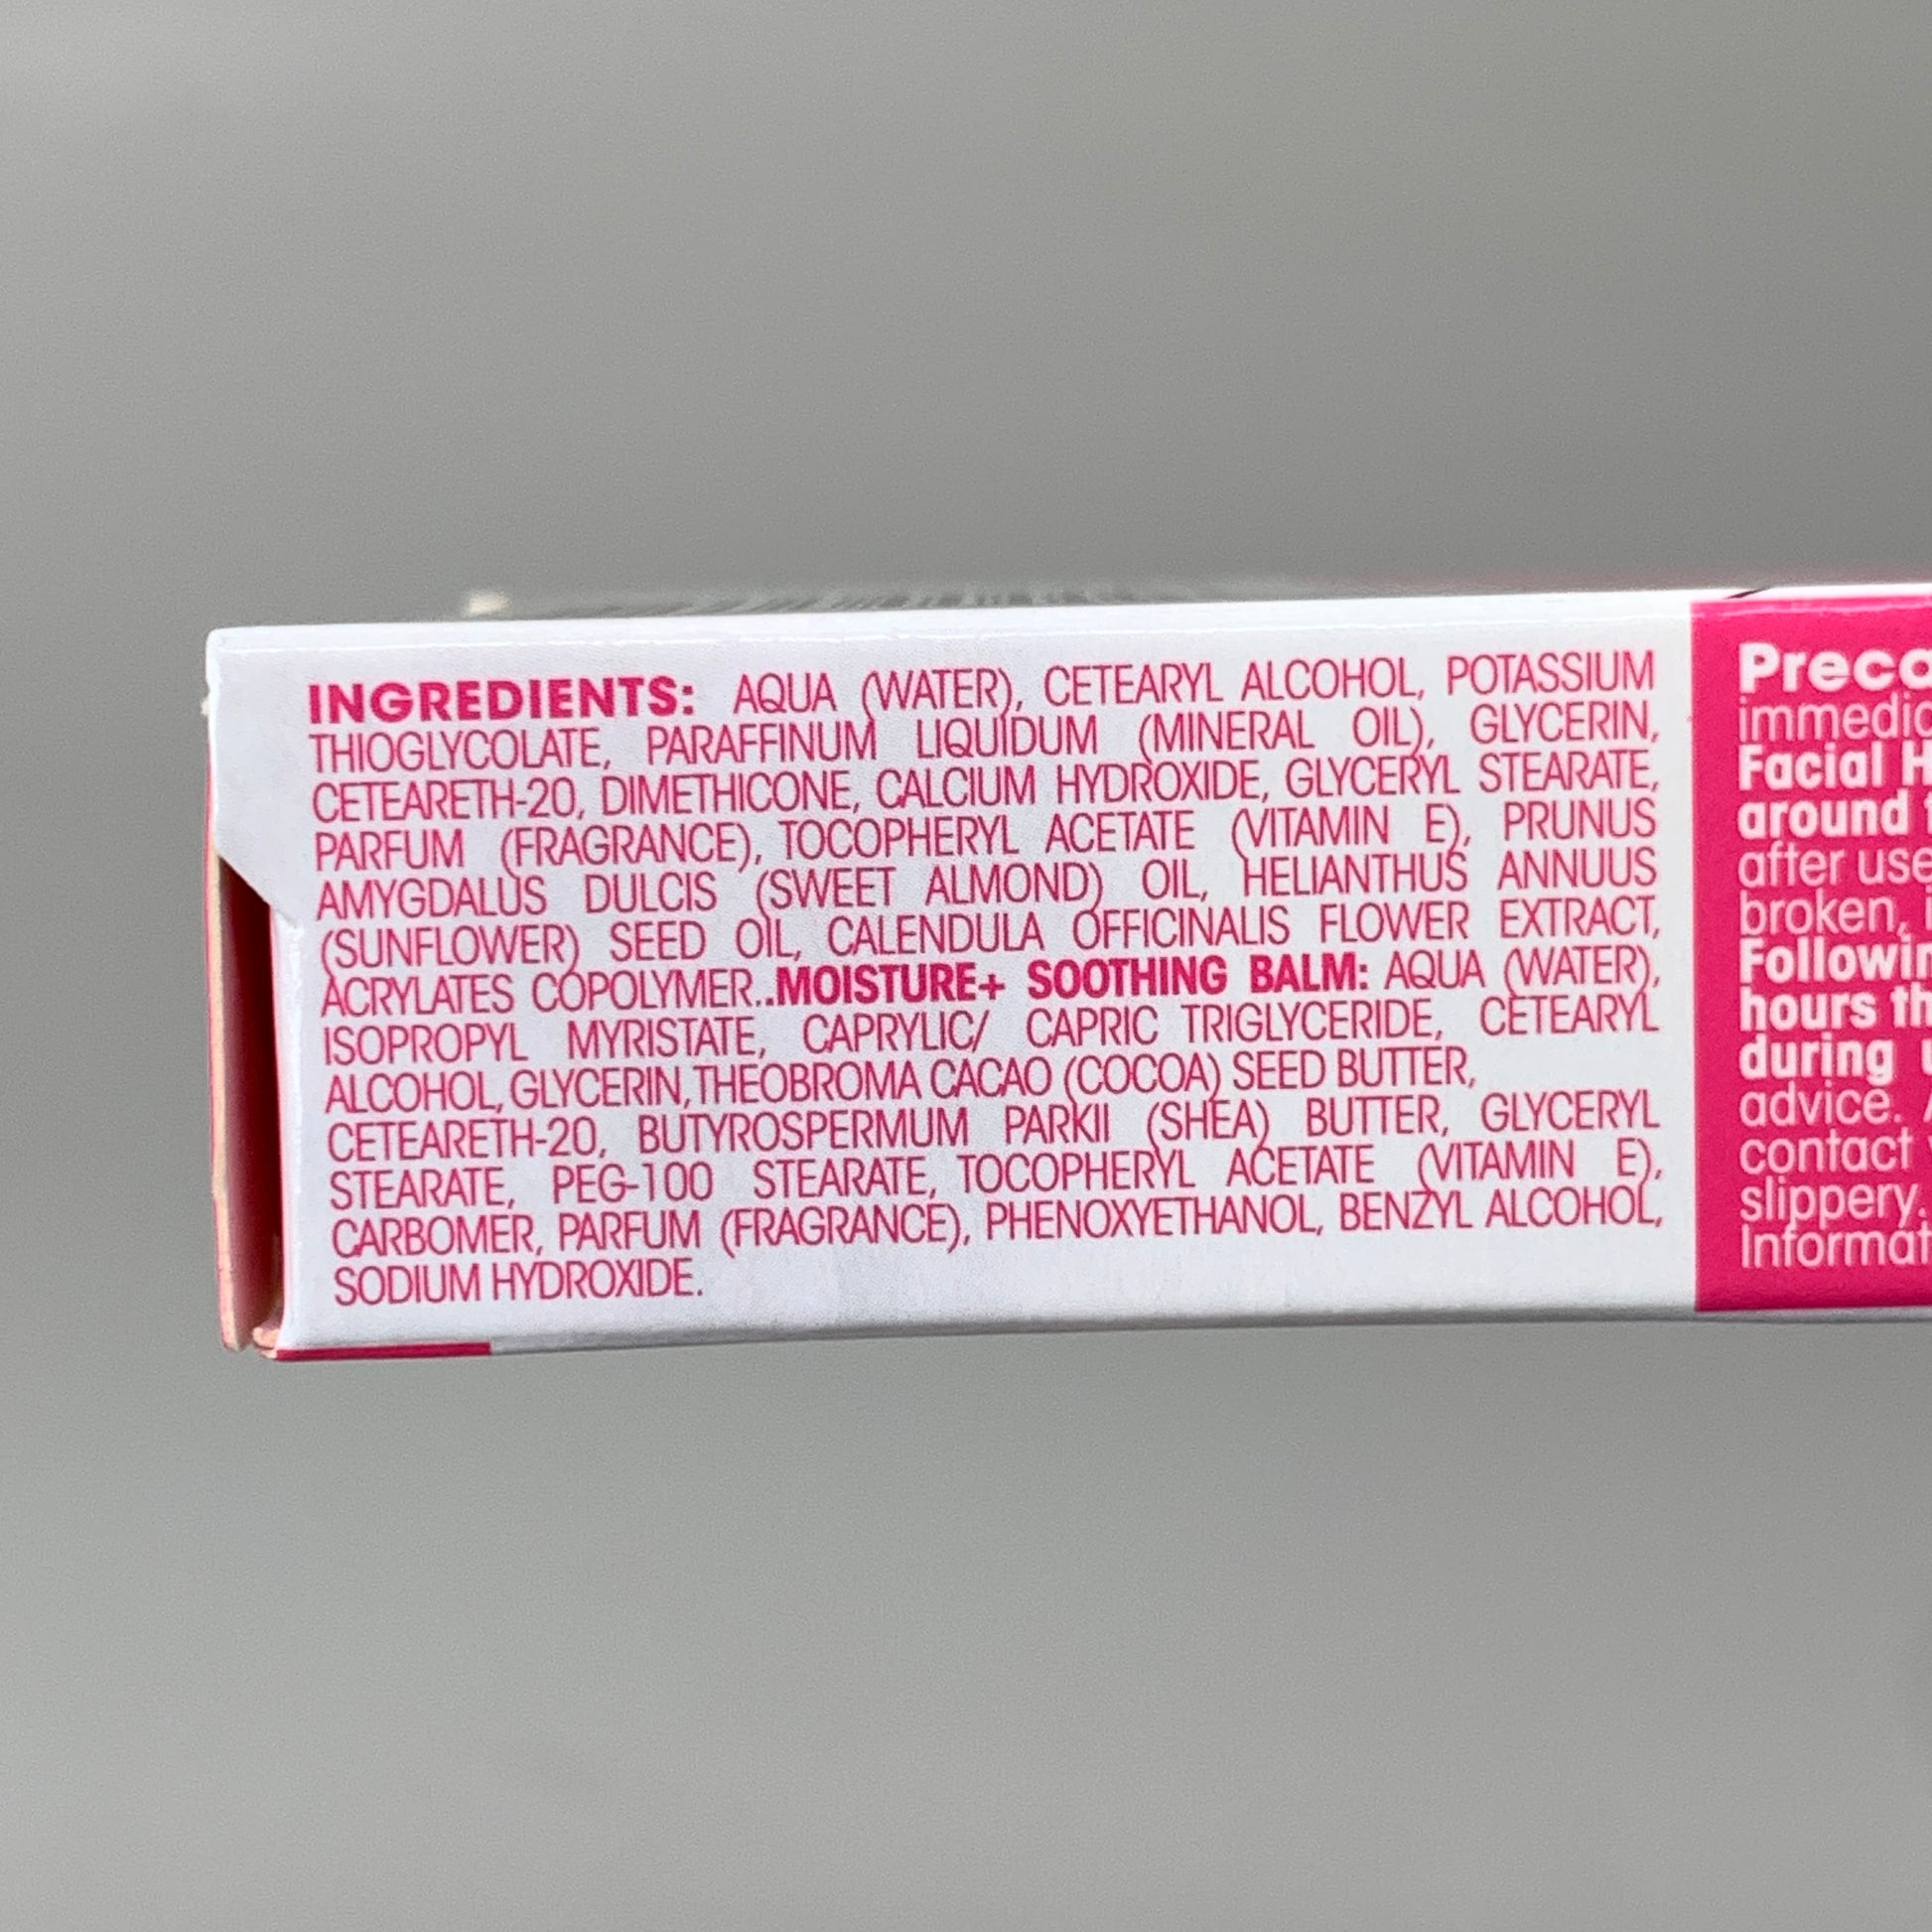 INGREDIENTS: AQUA (WATER), CETEARYL ALCOHOL, POTASSIUM
THIOGLYCOLATE, PARAFFINUM LIQUIDUM (MINERAL OIL), GLYCERIN,
CETEARETH-20, DIMETHICONE, CALCIUM HYDROXIDE, GLYCERYL STEARATE,
PARFUM (FRAGRANCE), TOCOPHERYL ACETATE (VITAMIN E), PRUNUS
AMYGDALUS DULCIS (SWEET ALMOND) OIL, HELIANTHUS ANNUUS
(SUNFLOWER) SEED OIL, CALENDULA OFFICINALIS FLOWER EXTRACT,
ACRYLATES COPOLYMER..MOISTURE+ SOOTHING BALM: AQUA (WATER),
ISOPROPYL MYRISTATE, CAPRYLIC/ CAPRIC TRIGLYCERIDE, CETEARYL
ALCOHOL, GLYCERIN, THEOBROMA CACAO (COCOA) SEED BUTTER,
CETEARETH-20, BUTYROSPERMUM PARKII (SHEA) BUTTER, GLYCERYL
STEARATE, PEG-100 STEARATE, TOCOPHERYL ACETATE (VITAMIN E),
CARBOMER, PARFUM (FRAGRANCE), PHENOXYETHANOL, BENZYL ALCOHOL,
SODIUM HYDROXIDE.
Facial
around
after use
broken,
hours
during
advice.
contact
slippery.